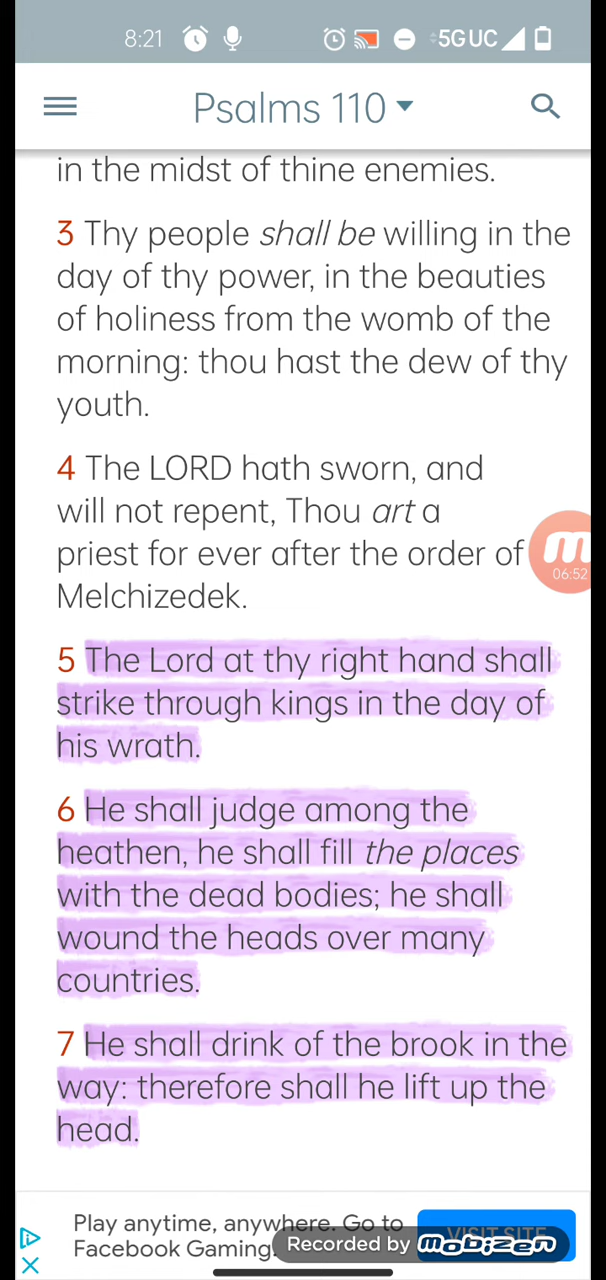 8:21 5G UC
Psalms 110
in the midst of thine enemies.
3 Thy people shall be willing in the
day of thy power, in the beauties
of holiness from the womb of the
morning: thou hast the dew of thy
youth.
4 The LORD hath sworn, and
will not repent, Thou art a
priest for ever after the order of
Melchizedek.
m
06:52
5 The Lord at thy right hand shall
strike through kings in the day of
his wrath.
6 He shall judge among the
heathen, he shall fill the places
with the dead bodies; he shall
wound the heads over many
countries.
7 He shall drink of the brook in the
way: therefore shall he lift up the
head.
Play anytime, anywhere. Go to
Facebook Gaming.
VISIT SITE
Recorded by mobizen